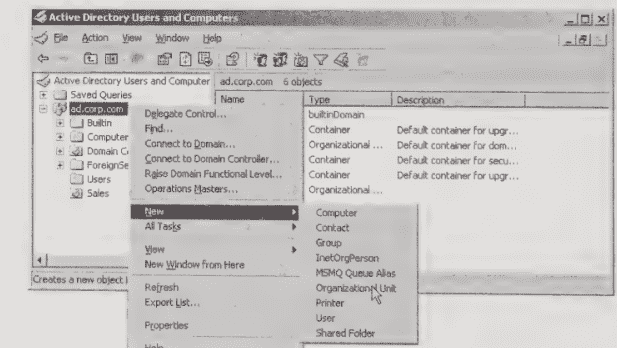 Active Directory Users and Computers
File Action View Window Help
Active Directory Users and Computer
ad.corp.com 6 objects
Saved Queries
ad.corp.com
Builtin
Computer
Domain C
ForeignSe
Users
Sales
Name Type Description
builtinDomain
Container Default container for upgr...
Organizational ... Default container for dom...
Container Default container for secu...
Container Default container for upgr...
Organizational ...
Delegate Control...
Find...
Connect to Domain...
Connect to Domain Controller...
Raise Domain Functional Level...
Operations Masters...
New
All Tasks
View
New Window from Here
Refresh
Export List...
Properties
Help
Computer
Contact
Group
InetOrgPerson
MSMQ Queue Alias
Organizational Unit
Printer
User
Shared Folder
Creates a new object